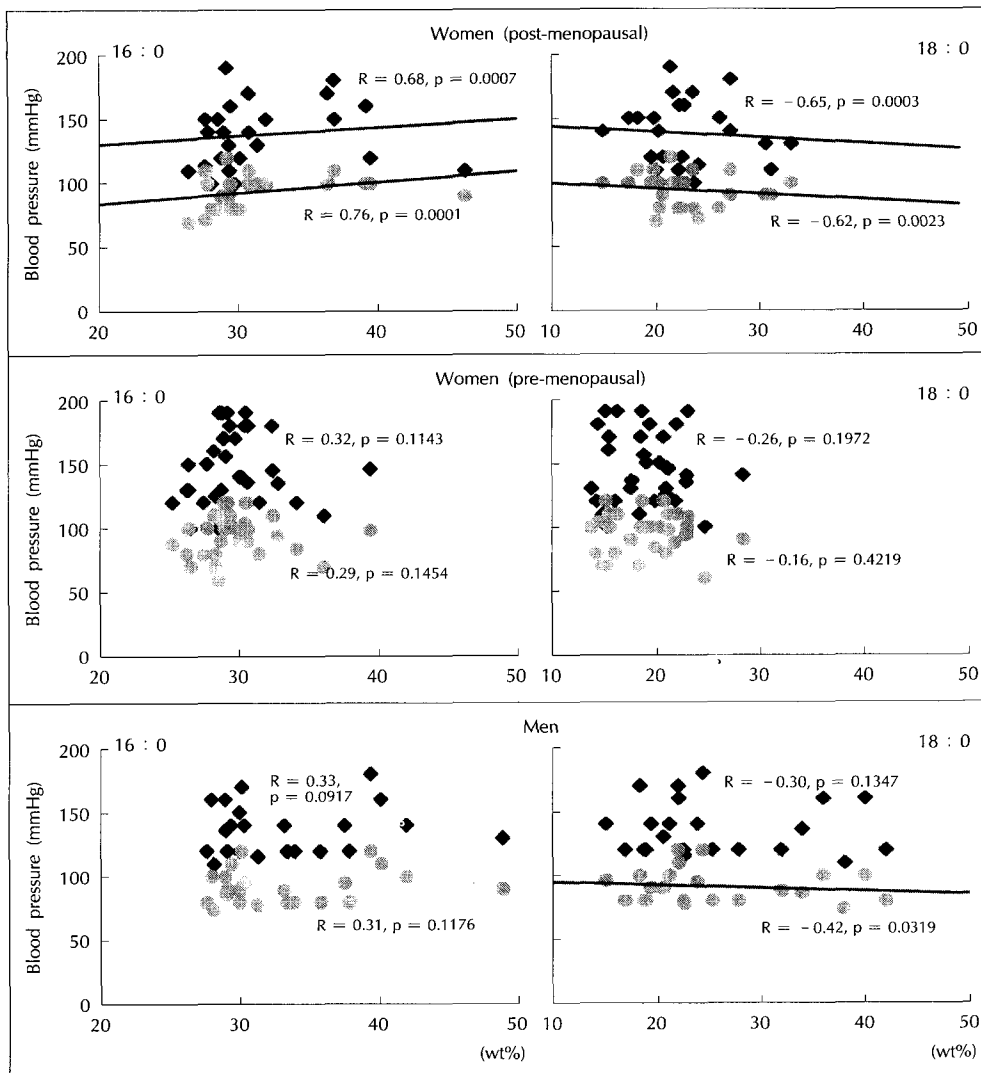 Women (post-menopausal)
16 : 0
18 : 0
Blood pressure (mmHg)
200
150
100
50
0
R = 0.68, p = 0.0007
R = 0.76, p = 0.0001
R = −0.65, p = 0.0003
R = −0.62, p = 0.0023
20
30
40
50
10
20
30
40
50
Women (pre-menopausal)
16 : 0
18 : 0
Blood pressure (mmHg)
200
150
100
50
0
R = 0.32, p = 0.1143
R = 0.29, p = 0.1454
R = −0.26, p = 0.1972
R = −0.16, p = 0.4219
20
30
40
50
10
20
30
40
50
Men
16 : 0
18 : 0
Blood pressure (mmHg)
200
150
100
50
0
R = 0.33,
p = 0.0917
R = 0.31, p = 0.1176
R = −0.30, p = 0.1347
R = −0.42, p = 0.0319
20
30
40
50
10
20
30
40
50
(wt%)
(wt%)